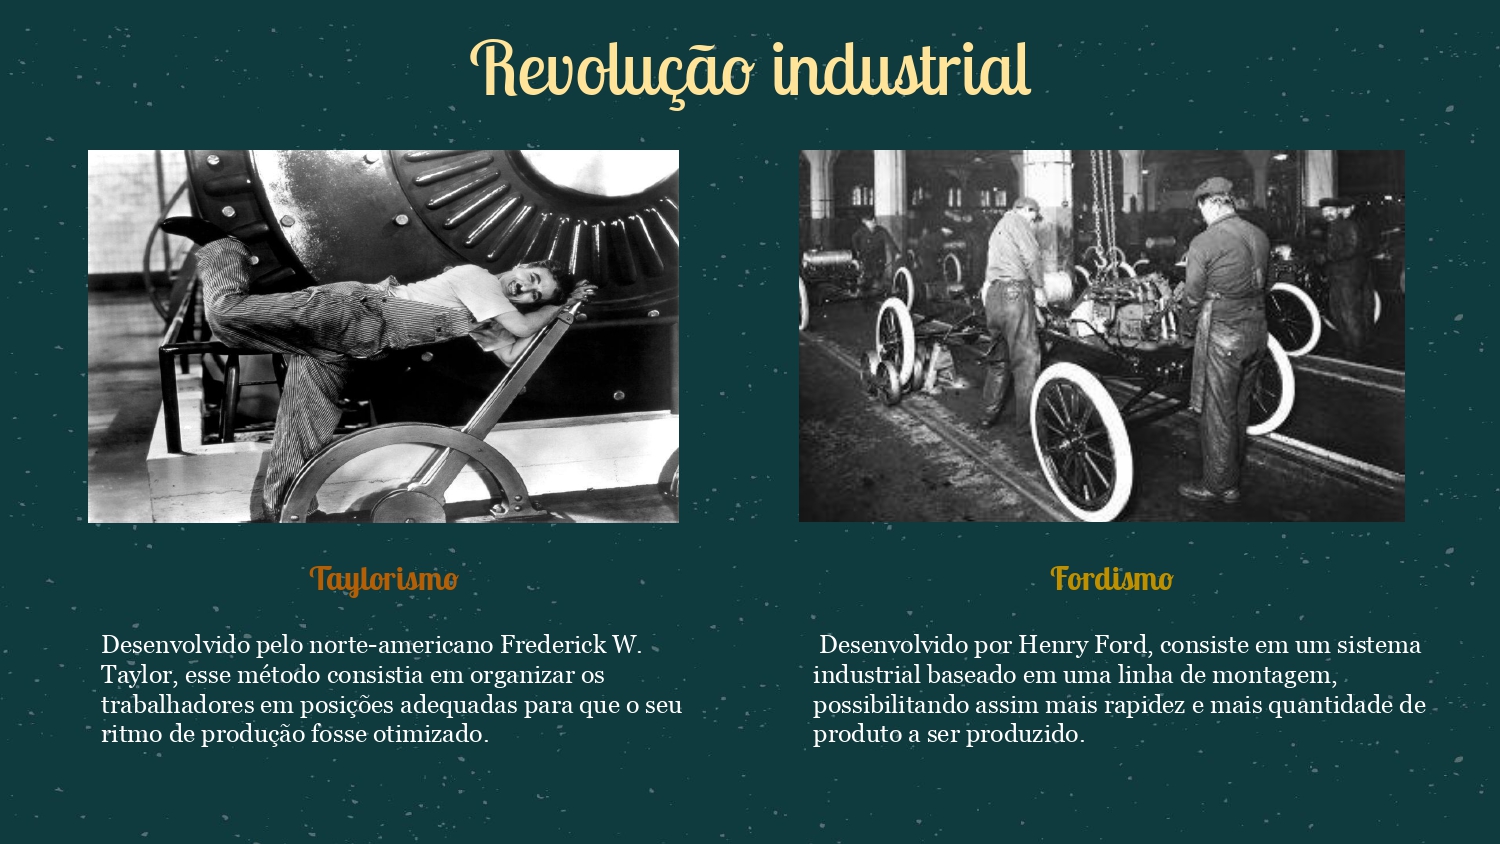 Revolução industrial
Taylorismo
Desenvolvido pelo norte-americano Frederick W.
Taylor, esse método consistia em organizar os
trabalhadores em posições adequadas para que o seu
ritmo de produção fosse otimizado.
Fordismo
Desenvolvido por Henry Ford, consiste em um sistema
industrial baseado em uma linha de montagem,
possibilitando assim mais rapidez e mais quantidade de
produto a ser produzido.